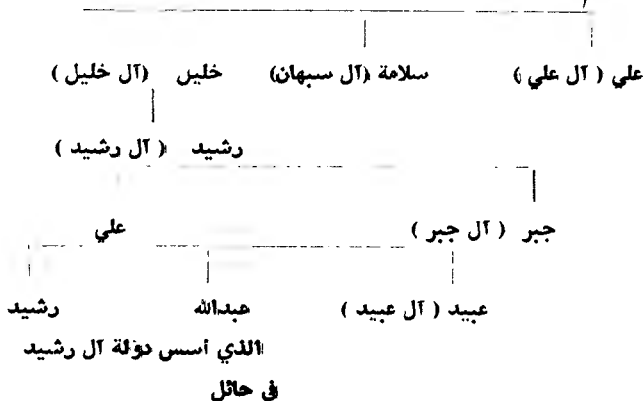 علي ( آل علي ) سلامة (آل سبهان) خليل ( آل خليل )
رشيد ( آل رشيد )
جبر ( آل جبر ) علي
عبيد ( آل عبيد ) عبدالله رشيد
الذي أسس دولة آل رشيد
في حائل